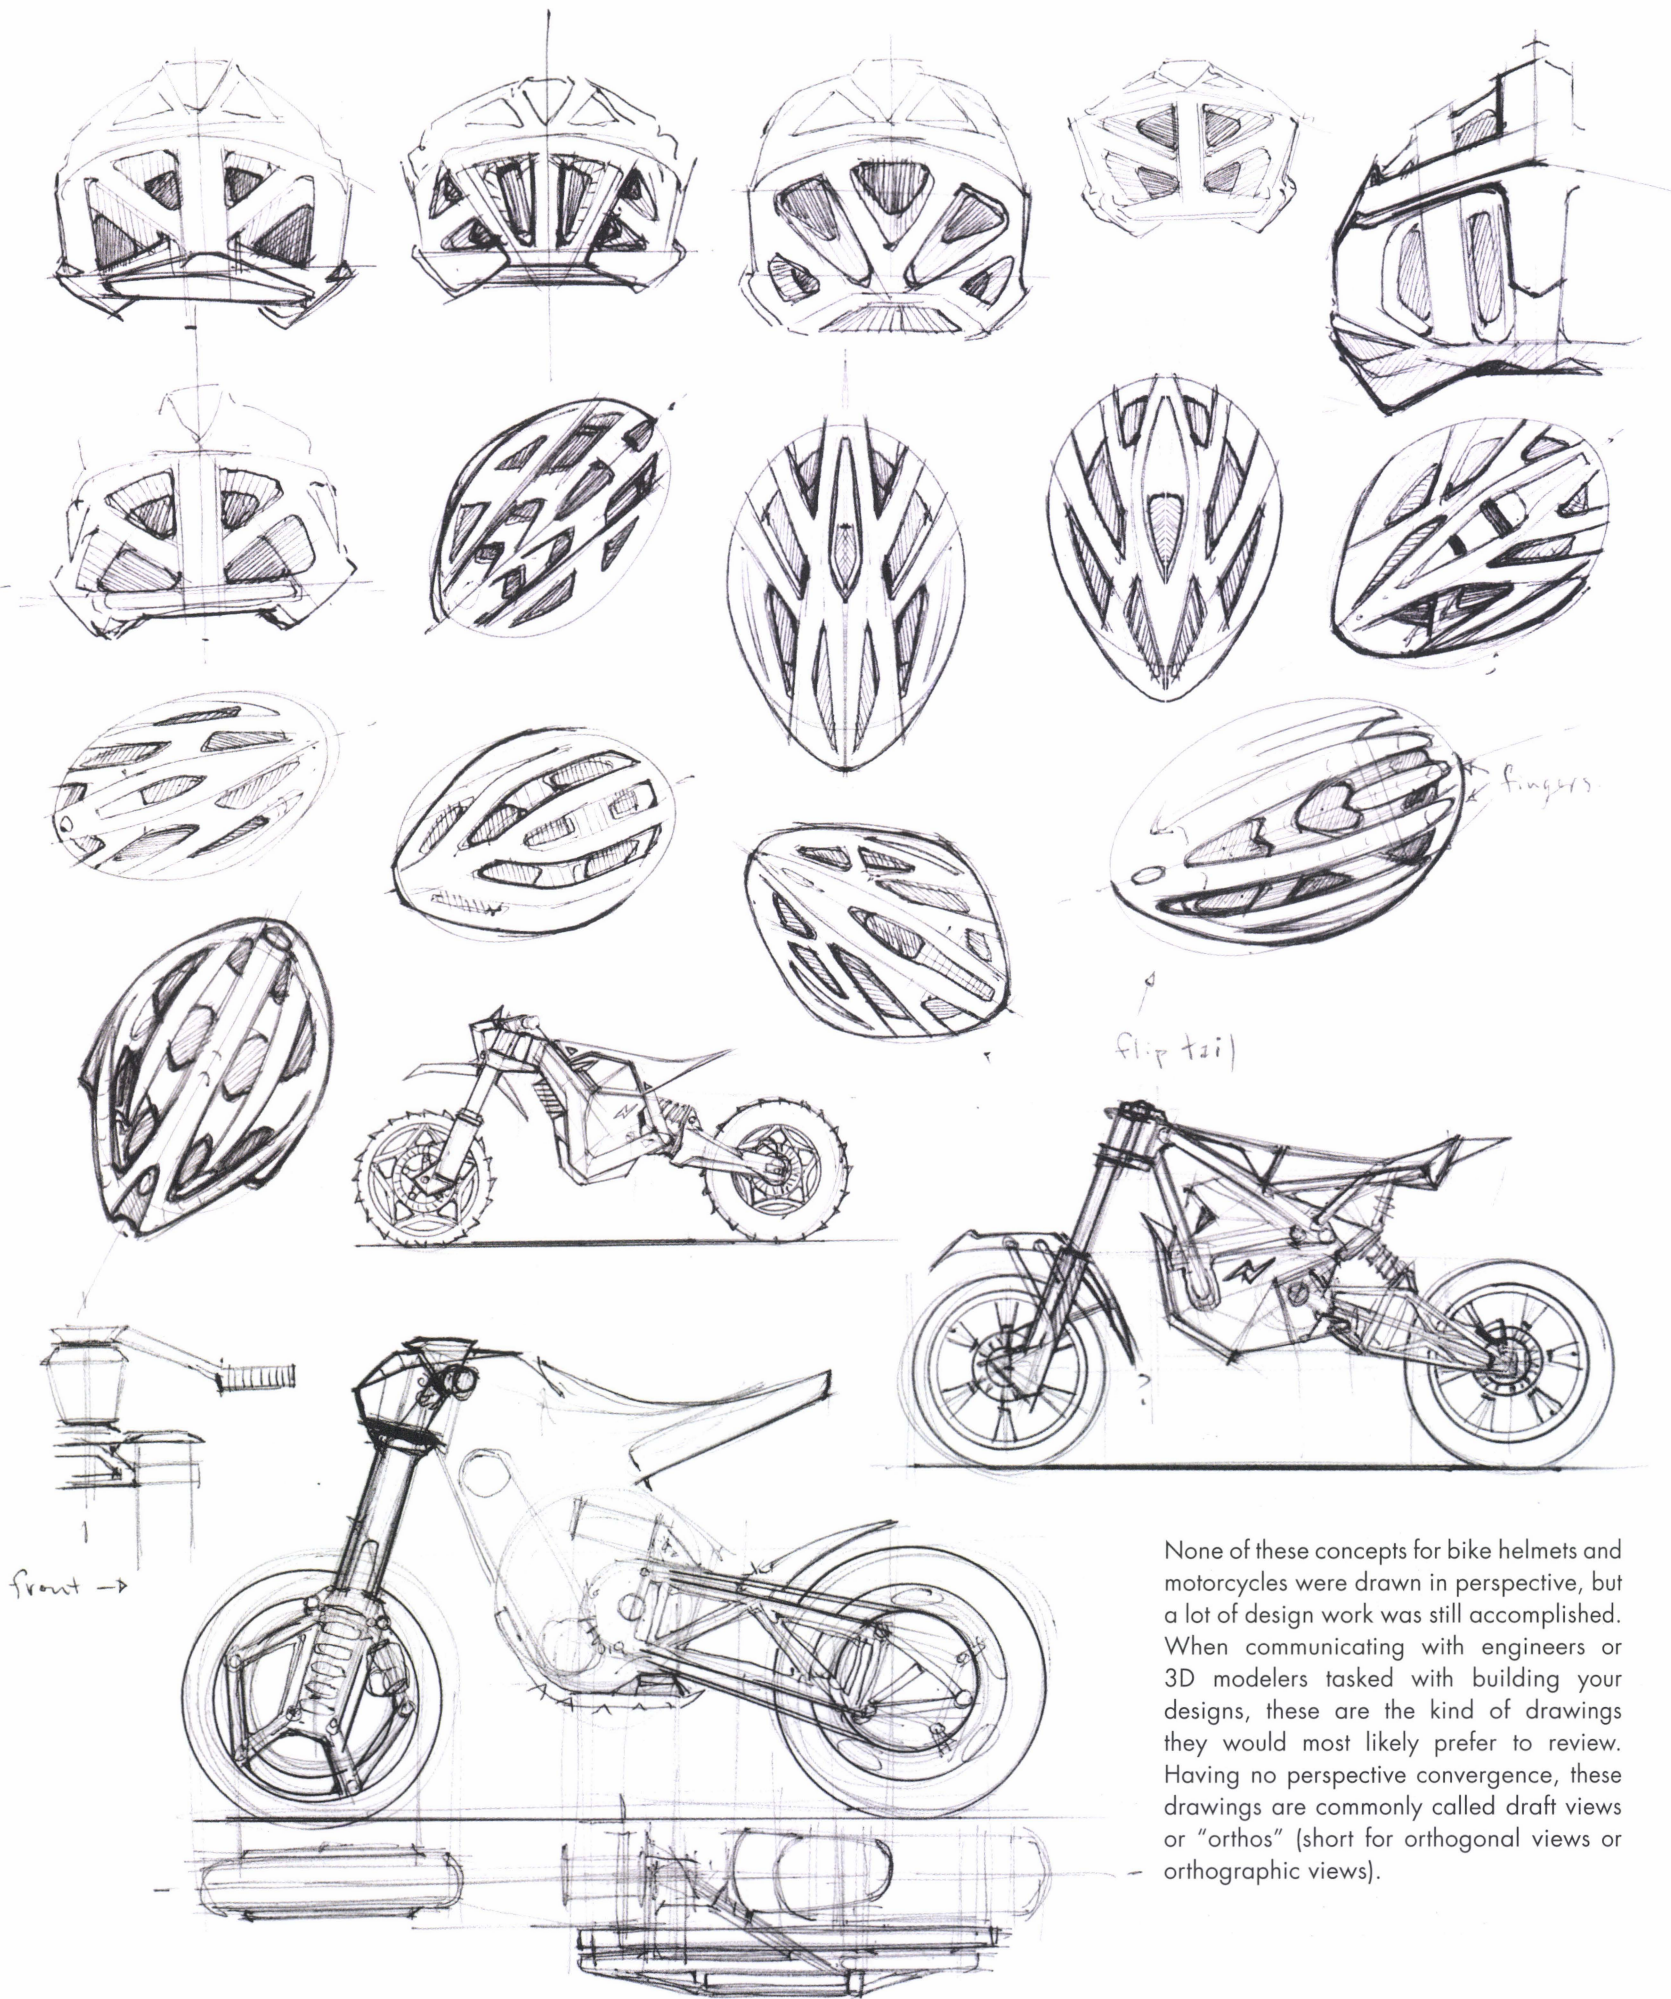 fingers
flip tail
?
front →
None of these concepts for bike helmets and
motorcycles were drawn in perspective, but
a lot of design work was still accomplished.
When communicating with engineers or
3D modelers tasked with building your
designs, these are the kind of drawings
they would most likely prefer to review.
Having no perspective convergence, these
drawings are commonly called draft views
or “orthos” (short for orthogonal views or
orthographic views).